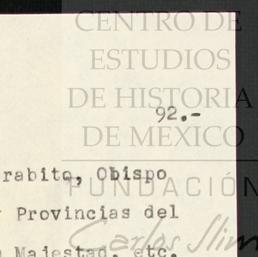 CENTRO DE
ESTUDIOS
DE HISTORIA
92.-
DE MEXICO
rabito, Obispo
FUNDACIÓN
Provincias del
Carlos Slim
Majestad, etc.